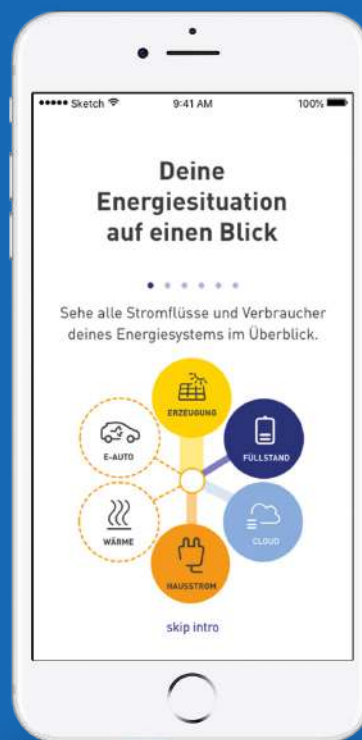 Sketch 9:41 AM 100%
Deine
Energiesituation
auf einen Blick
Sehe alle Stromflüsse und Verbraucher
deines Energiesystems im Überblick.
ERZEUGUNG
E-AUTO
FÜLLSTAND
WÄRME
CLOUD
HAUSSTROM
skip intro